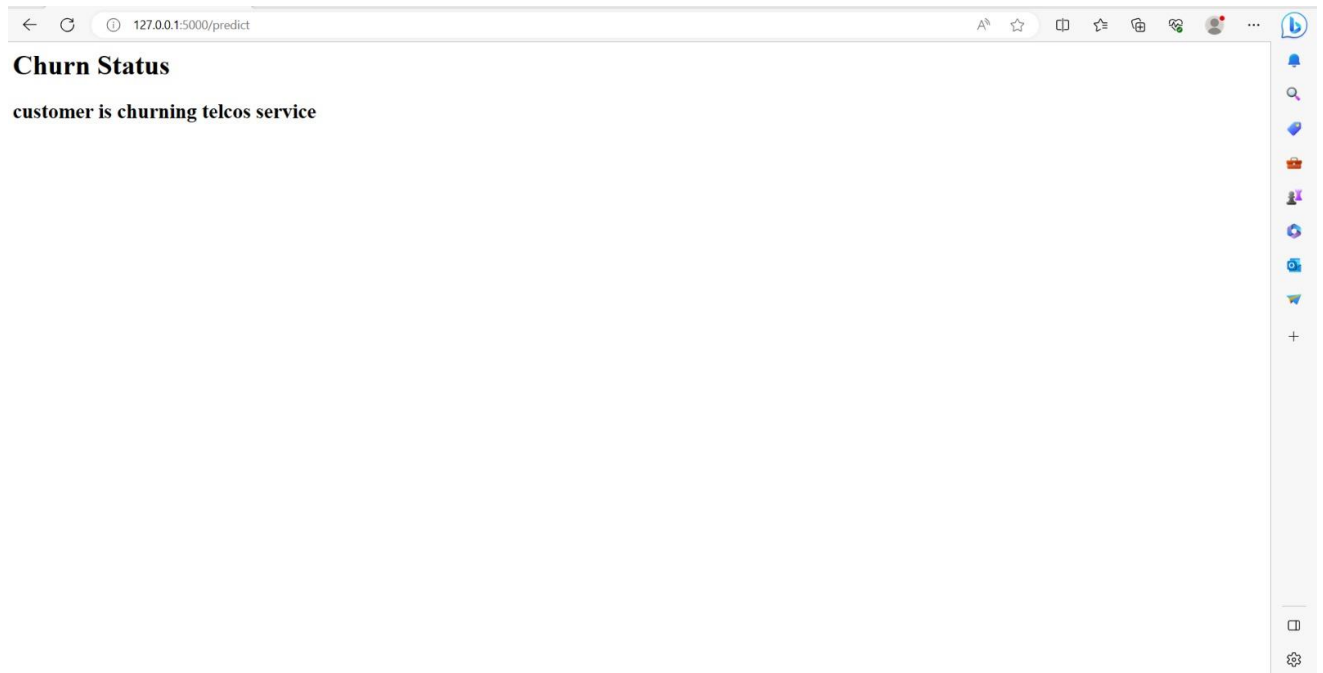 127.0.0.1:5000/predict
Churn Status
customer is churning telcos service